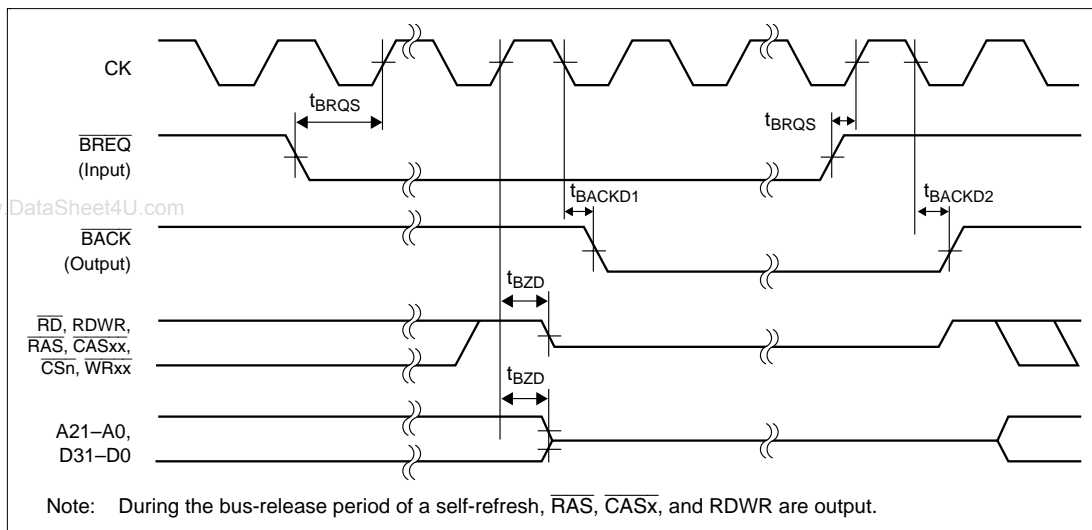 CK
tBRQS
tBRQS
BREQ
(Input)
tBACKD1
tBACKD2
.DataSheet4U.com
BACK
(Output)
tBZD
RD, RDWR,
RAS, CASxx,
CSn, WRxx
tBZD
A21–A0,
D31–D0
Note: During the bus-release period of a self-refresh, RAS, CASx, and RDWR are output.